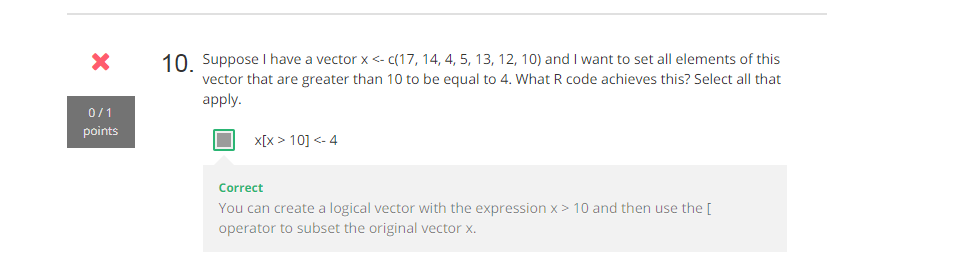 10. Suppose I have a vector x <- c(17, 14, 4, 5, 13, 12, 10) and I want to set all elements of this
vector that are greater than 10 to be equal to 4. What R code achieves this? Select all that
apply.
0 / 1
points
x[x > 10] <- 4
Correct
You can create a logical vector with the expression x > 10 and then use the [
operator to subset the original vector x.